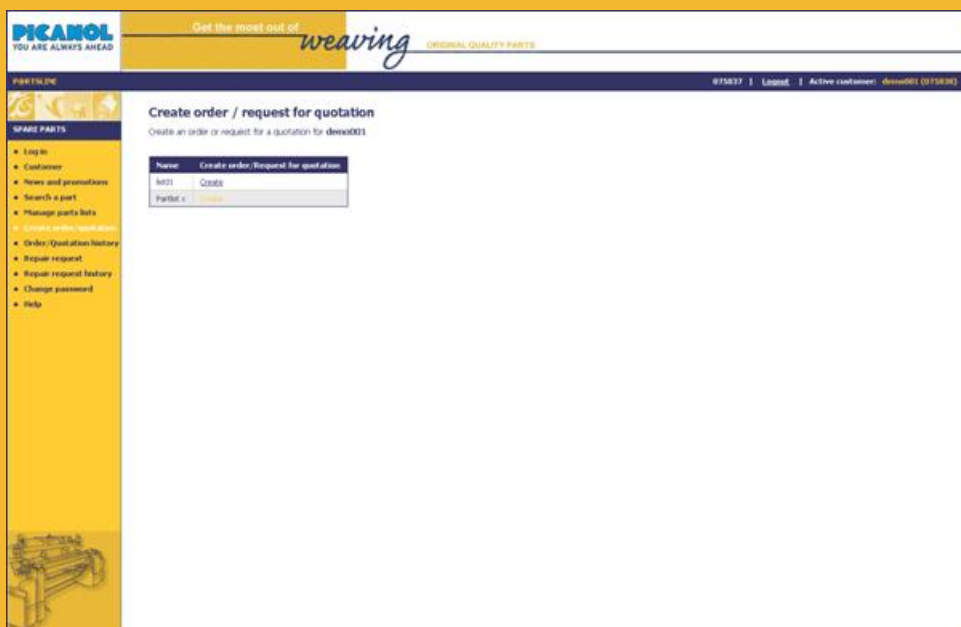 PICANOL
YOU ARE ALWAYS AHEAD
Get the most out of
weaving
ORIGINAL QUALITY PARTS
PARTSLINE
075837 | Logout | Active customer: demo001 (075838)
SPARE PARTS
Log in
Customer
News and promotions
Search a part
Manage parts lists
Create order/quotation
Order/Quotation history
Repair request
Repair request history
Change password
Help
Create order / request for quotation
Create an order or request for a quotation for demo001
Name Create order/Request for quotation
list01 Create
Partlist x Create